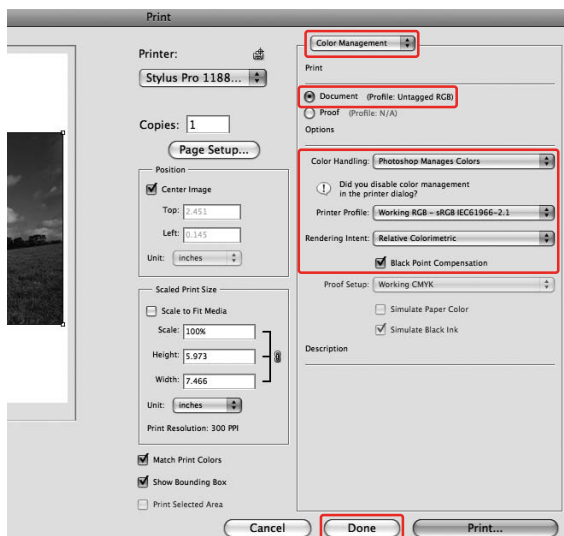 Print
Printer:
Stylus Pro 1188...
Copies: 1
Page Setup...
Position
Center Image
Top: 2.451
Left: 0.145
Unit: inches
Scaled Print Size
Scale to Fit Media
Scale: 100%
Height: 5.973
Width: 7.466
Unit: inches
Print Resolution: 300 PPI
Match Print Colors
Show Bounding Box
Print Selected Area
Color Management
Print
Document (Profile: Untagged RGB)
Proof (Profile: N/A)
Options
Color Handling: Photoshop Manages Colors
Did you disable color management
in the printer dialog?
Printer Profile: Working RGB - sRGB IEC61966-2.1
Rendering Intent: Relative Colorimetric
Black Point Compensation
Proof Setup: Working CMYK
Simulate Paper Color
Simulate Black Ink
Description
Cancel
Done
Print...